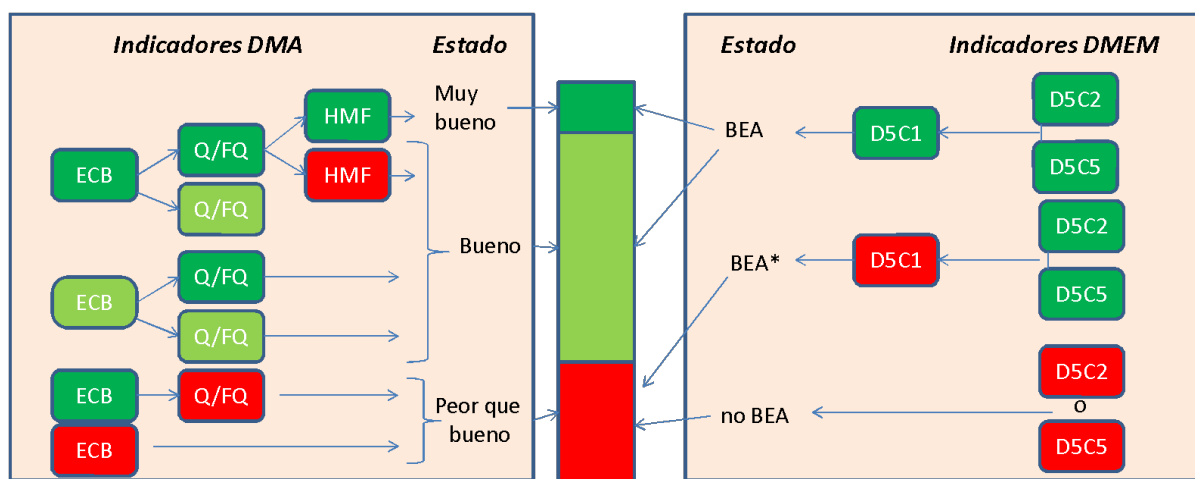 Indicadores DMA
Estado
HMF
Muy
bueno
Q/FQ
HMF
ECB
Q/FQ
Bueno
Q/FQ
ECB
Q/FQ
ECB
Q/FQ
Peor que
bueno
ECB
Estado
Indicadores DMEM
D5C2
BEA
D5C1
D5C5
D5C2
BEA*
D5C1
D5C5
D5C2
no BEA
o
D5C5